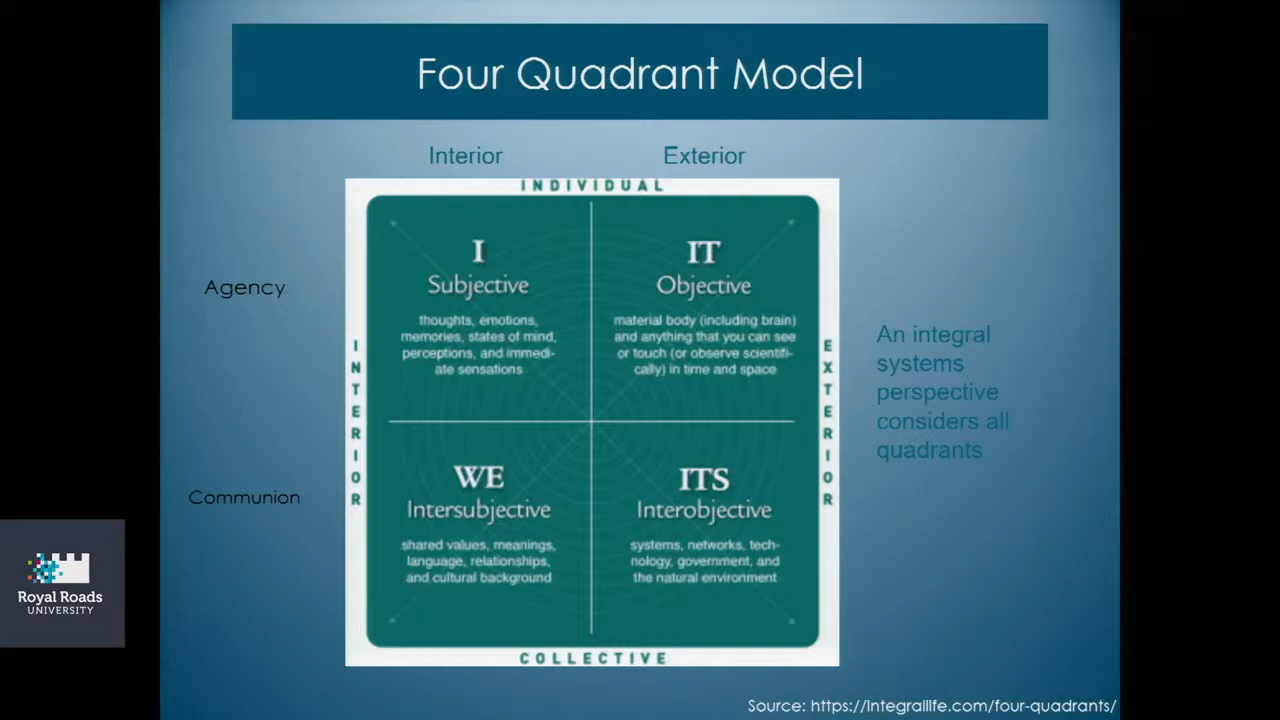 Four Quadrant Model
Interior
Exterior
INDIVIDUAL
I
Subjective
thoughts, emotions,
memories, states of mind,
perceptions, and immedi-
ate sensations
IT
Objective
material body (including brain)
and anything that you can see
or touch (or observe scientifi-
cally) in time and space
Agency
INTERIOR
EXTERIOR
An integral
systems
perspective
considers all
quadrants
WE
Intersubjective
shared values, meanings,
language, relationships,
and cultural background
ITS
Interobjective
systems, networks, tech-
nology, government, and
the natural environment
Communion
COLLECTIVE
Royal Roads
UNIVERSITY
Source: https://integrallife.com/four-quadrants/